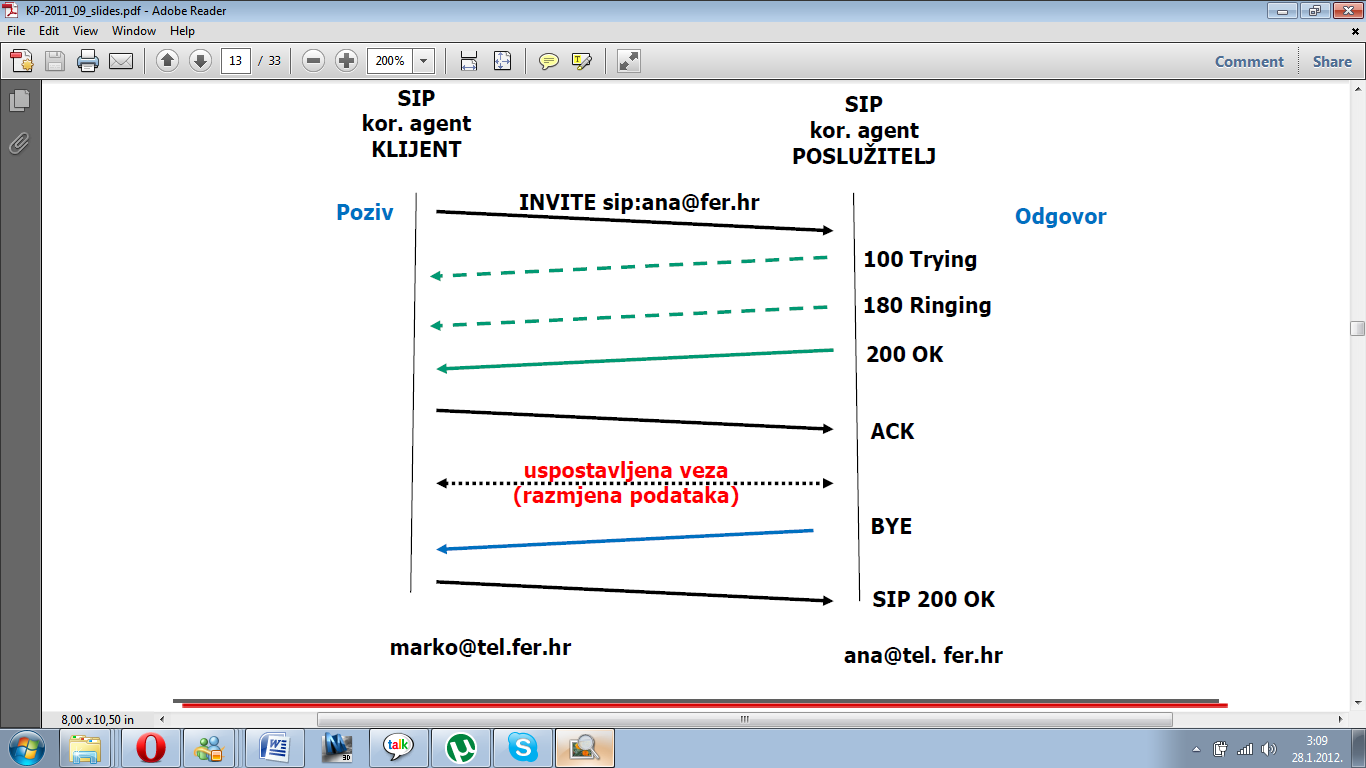 KP-2011_09_slides.pdf - Adobe Reader
File Edit View Window Help
13 / 33 200% Comment Share
SIP
kor. agent
KLIJENT
SIP
kor. agent
POSLUŽITELJ
Poziv
INVITE sip:ana@fer.hr
Odgovor
100 Trying
180 Ringing
200 OK
ACK
uspostavljena veza
(razmjena podataka)
BYE
SIP 200 OK
marko@tel.fer.hr
ana@tel. fer.hr
8,00 x 10,50 in
talk
3D
3:09
28.1.2012.